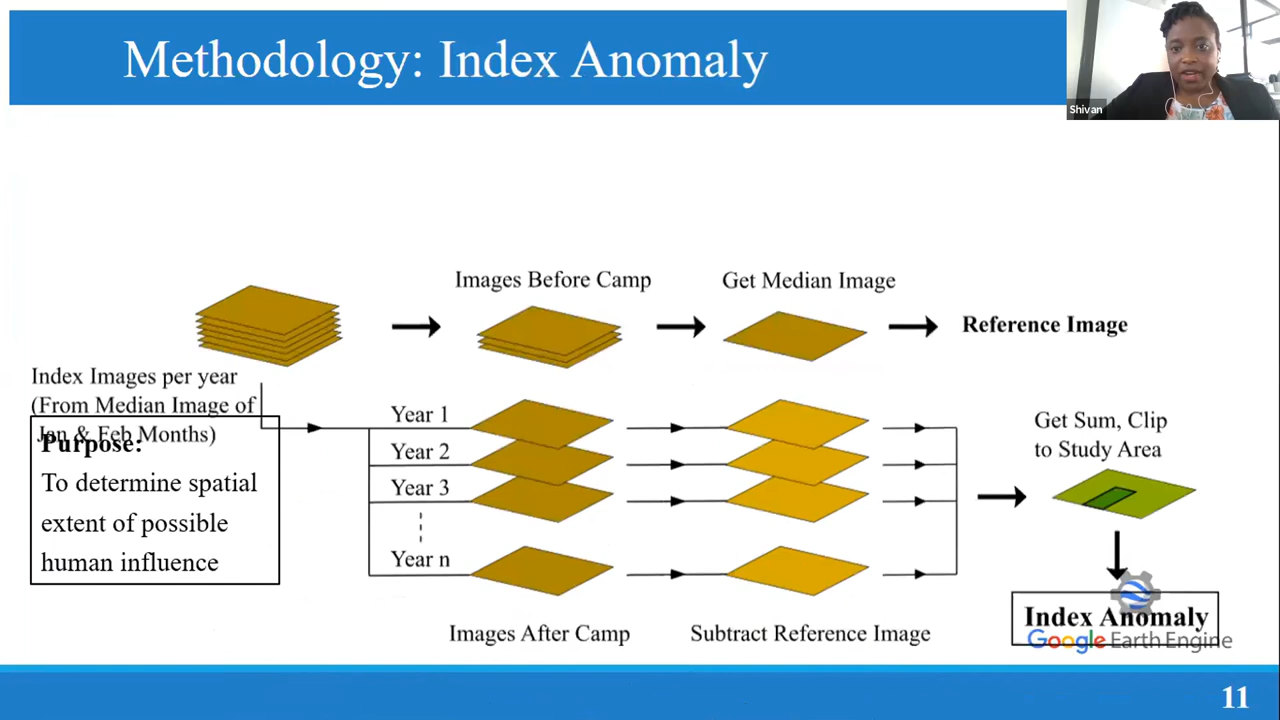 Methodology: Index Anomaly
Shivan
Images Before Camp
Get Median Image
Reference Image
Index Images per year
(From Median Image of
Jan & Feb Months)
Purpose:
To determine spatial
extent of possible
human influence
Year 1
Year 2
Year 3
Year n
Images After Camp
Subtract Reference Image
Get Sum, Clip
to Study Area
Index Anomaly
Google Earth Engine
11